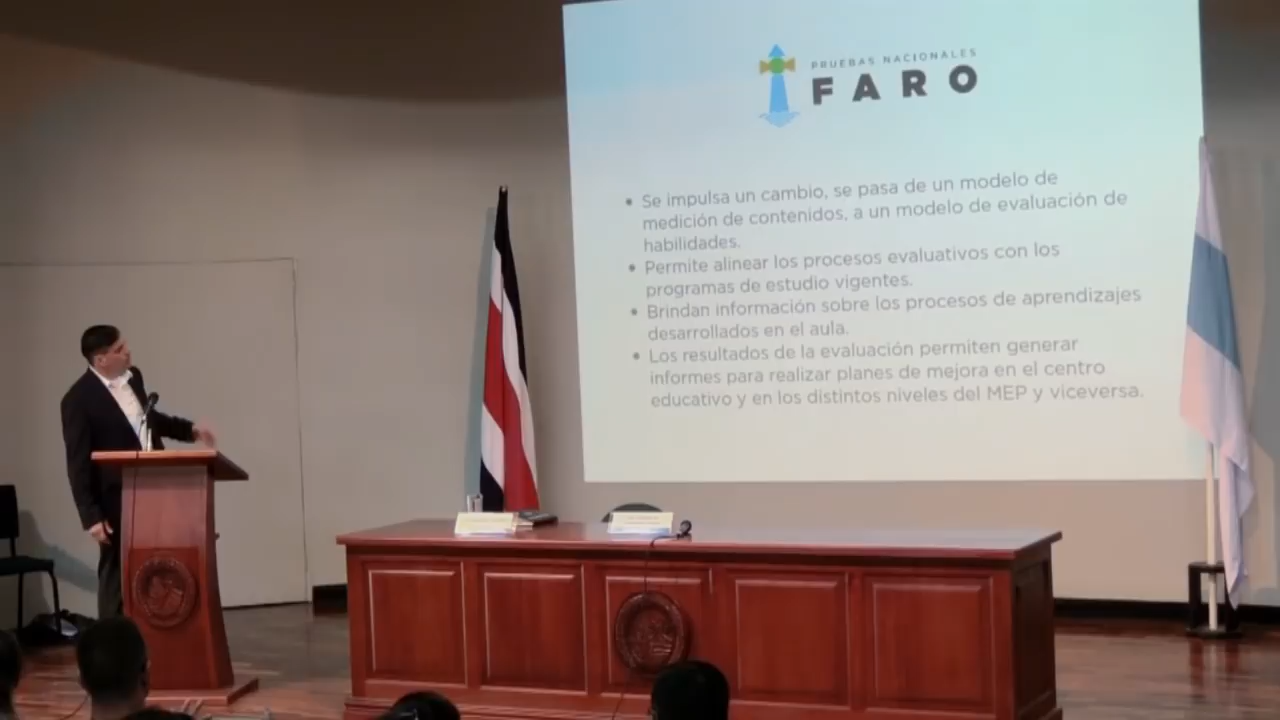 PRUEBAS NACIONALES
FARO
• Se impulsa un cambio, se pasa de un modelo de
medición de contenidos, a un modelo de evaluación de
habilidades.
• Permite alinear los procesos evaluativos con los
programas de estudio vigentes.
• Brindan información sobre los procesos de aprendizajes
desarrollados en el aula.
• Los resultados de la evaluación permiten generar
informes para realizar planes de mejora en el centro
educativo y en los distintos niveles del MEP y viceversa.